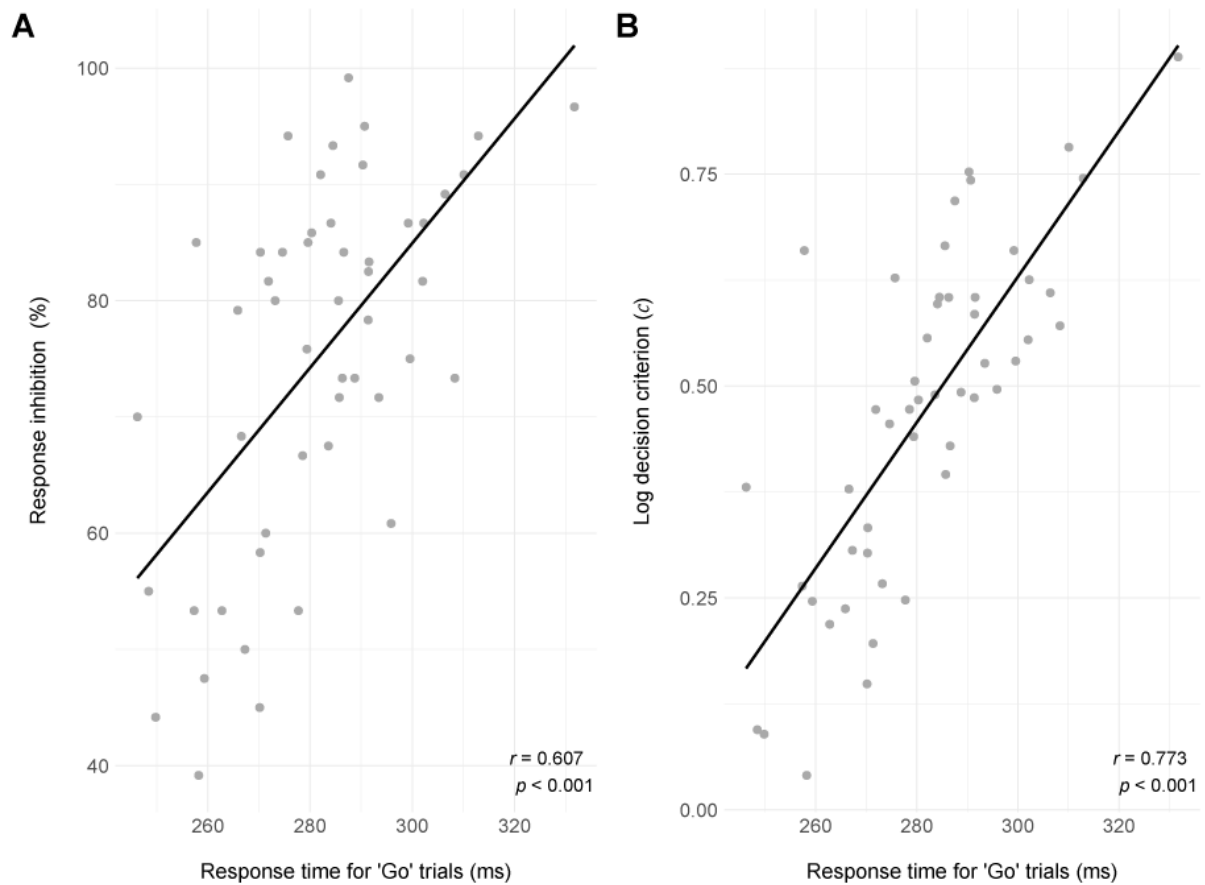 A
Response inhibition (%)
100
80
60
40
260 280 300 320
Response time for 'Go' trials (ms)
r = 0.607
p < 0.001
B
Log decision criterion (c)
0.75
0.50
0.25
0.00
260 280 300 320
Response time for 'Go' trials (ms)
r = 0.773
p < 0.001